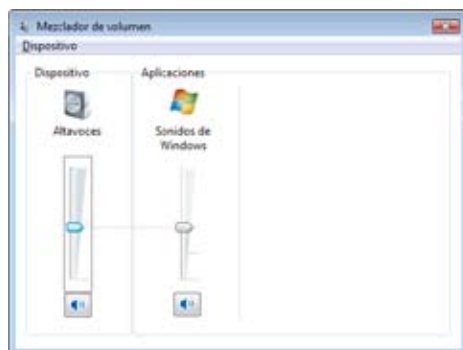 Mezclador de volumen
Dispositivo
Dispositivo
Aplicaciones
Altavoces
Sonidos de
Windows